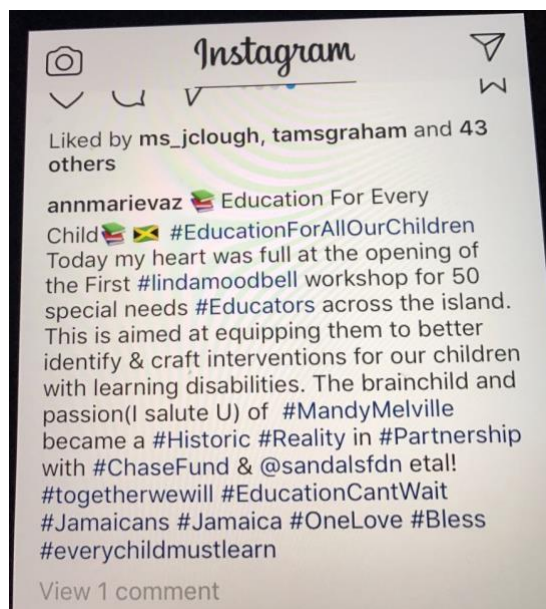 Instagram
Liked by ms_jclough, tamsgraham and 43
others
annmarievaz 📚 Education For Every
Child📚 🇯🇲 #EducationForAllOurChildren
Today my heart was full at the opening of
the First #lindamoodbell workshop for 50
special needs #Educators across the island.
This is aimed at equipping them to better
identify & craft interventions for our children
with learning disabilities. The brainchild and
passion(I salute U) of #MandyMelville
became a #Historic #Reality in #Partnership
with #ChaseFund & @sandalsfdn etal!
#togetherwewill #EducationCantWait
#Jamaicans #Jamaica #OneLove #Bless
#everychildmustlearn
View 1 comment